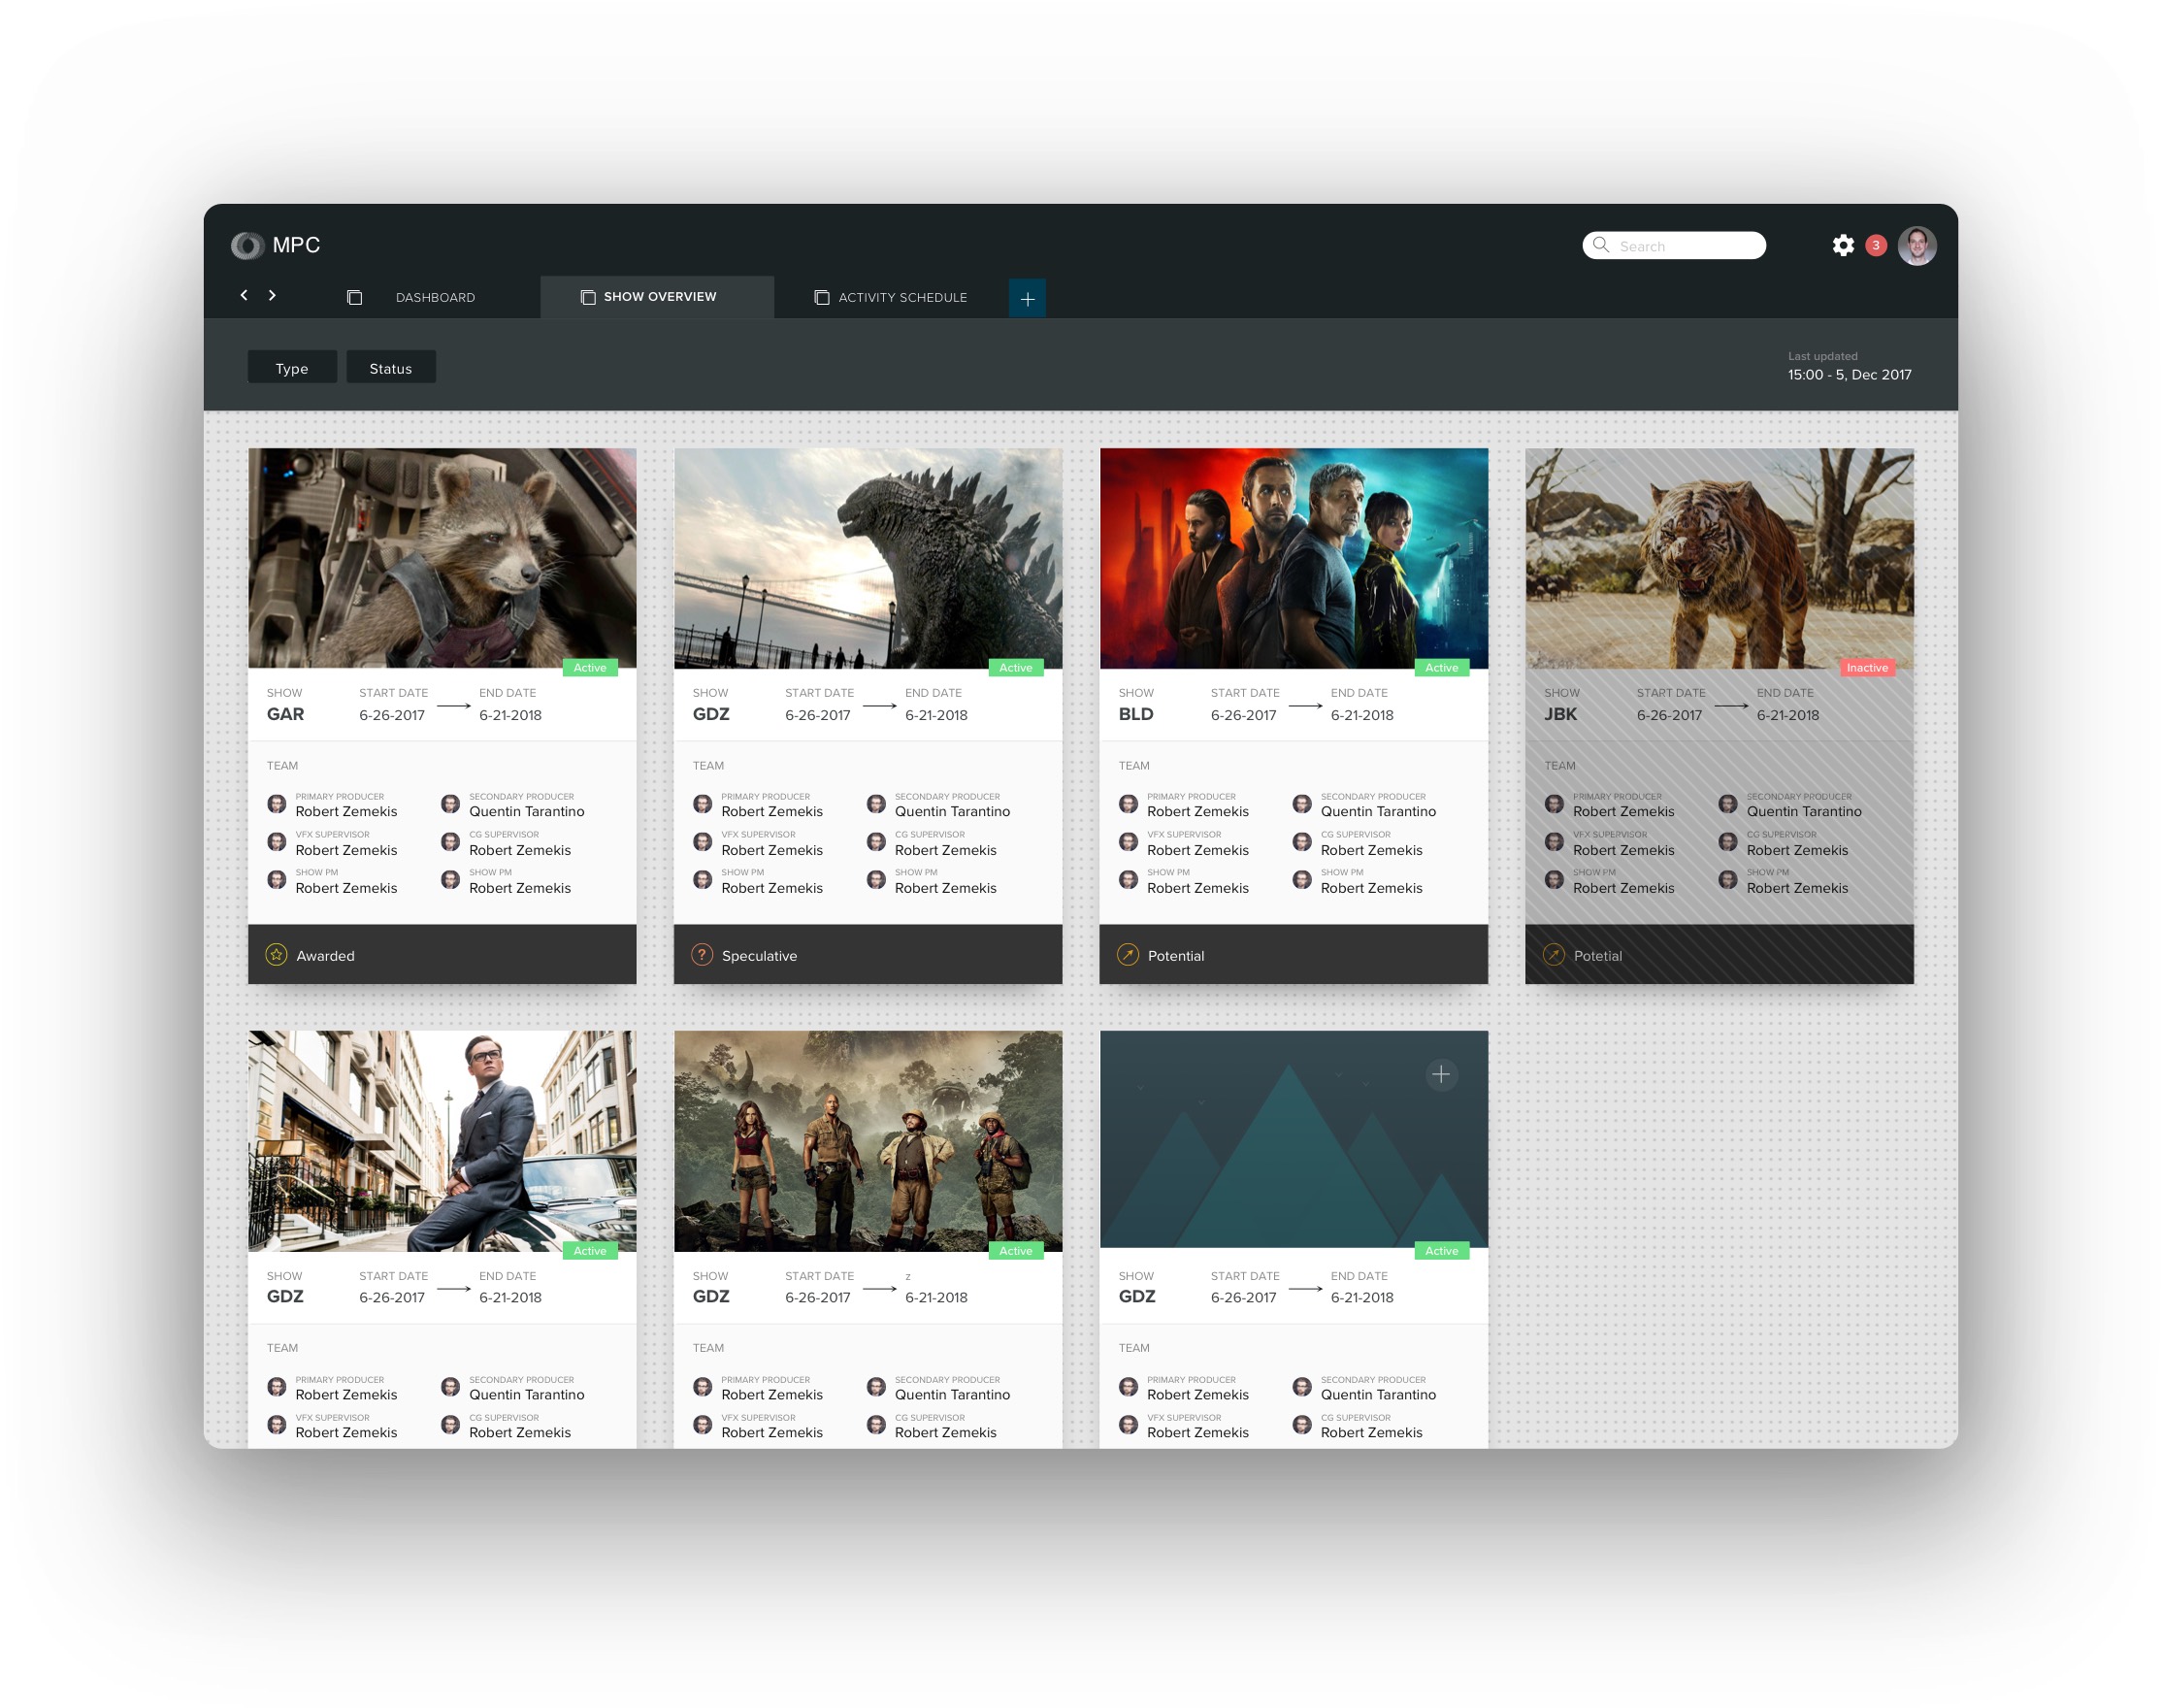 MPC
Search
3
DASHBOARD
SHOW OVERVIEW
ACTIVITY SCHEDULE
Type
Status
Last updated
15:00 - 5, Dec 2017
Active
SHOW
START DATE
END DATE
GAR
6-26-2017
6-21-2018
TEAM
PRIMARY PRODUCER
Robert Zemekis
SECONDARY PRODUCER
Quentin Tarantino
VFX SUPERVISOR
Robert Zemekis
CG SUPERVISOR
Robert Zemekis
SHOW PM
Robert Zemekis
SHOW PM
Robert Zemekis
Awarded
Active
SHOW
START DATE
END DATE
GDZ
6-26-2017
6-21-2018
TEAM
PRIMARY PRODUCER
Robert Zemekis
SECONDARY PRODUCER
Quentin Tarantino
VFX SUPERVISOR
Robert Zemekis
CG SUPERVISOR
Robert Zemekis
SHOW PM
Robert Zemekis
SHOW PM
Robert Zemekis
? Speculative
Active
SHOW
START DATE
END DATE
BLD
6-26-2017
6-21-2018
TEAM
PRIMARY PRODUCER
Robert Zemekis
SECONDARY PRODUCER
Quentin Tarantino
VFX SUPERVISOR
Robert Zemekis
CG SUPERVISOR
Robert Zemekis
SHOW PM
Robert Zemekis
SHOW PM
Robert Zemekis
Potential
Inactive
SHOW
START DATE
END DATE
JBK
6-26-2017
6-21-2018
TEAM
PRIMARY PRODUCER
Robert Zemekis
SECONDARY PRODUCER
Quentin Tarantino
VFX SUPERVISOR
Robert Zemekis
CG SUPERVISOR
Robert Zemekis
SHOW PM
Robert Zemekis
SHOW PM
Robert Zemekis
Potetial
Active
SHOW
START DATE
END DATE
GDZ
6-26-2017
6-21-2018
TEAM
PRIMARY PRODUCER
Robert Zemekis
SECONDARY PRODUCER
Quentin Tarantino
VFX SUPERVISOR
Robert Zemekis
CG SUPERVISOR
Robert Zemekis
Active
SHOW
START DATE
z
GDZ
6-26-2017
6-21-2018
TEAM
PRIMARY PRODUCER
Robert Zemekis
SECONDARY PRODUCER
Quentin Tarantino
VFX SUPERVISOR
Robert Zemekis
CG SUPERVISOR
Robert Zemekis
Active
SHOW
START DATE
END DATE
GDZ
6-26-2017
6-21-2018
TEAM
PRIMARY PRODUCER
Robert Zemekis
SECONDARY PRODUCER
Quentin Tarantino
VFX SUPERVISOR
Robert Zemekis
CG SUPERVISOR
Robert Zemekis